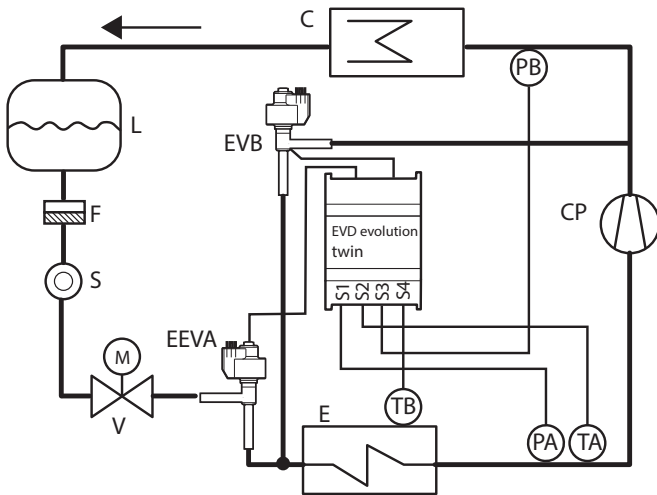 C
PB
L
EVB
F
EVD evolution
twin
CP
S
S1
S2
S3
S4
EEVA
M
V
E
TB
PA
TA